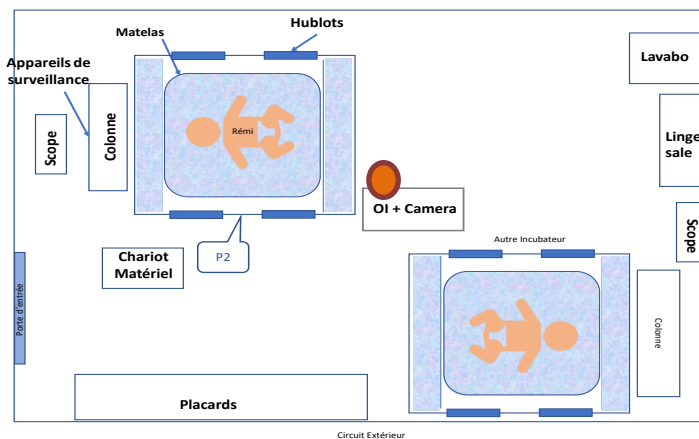 Matelas
Hublots
Appareils de
surveillance
Lavabo
Scope
Colonne
Rémi
Linge
sale
OI + Camera
Scope
Chariot
Matériel
P2
Autre Incubateur
Porte d'entrée
Colonne
Placards
Circuit Extérieur